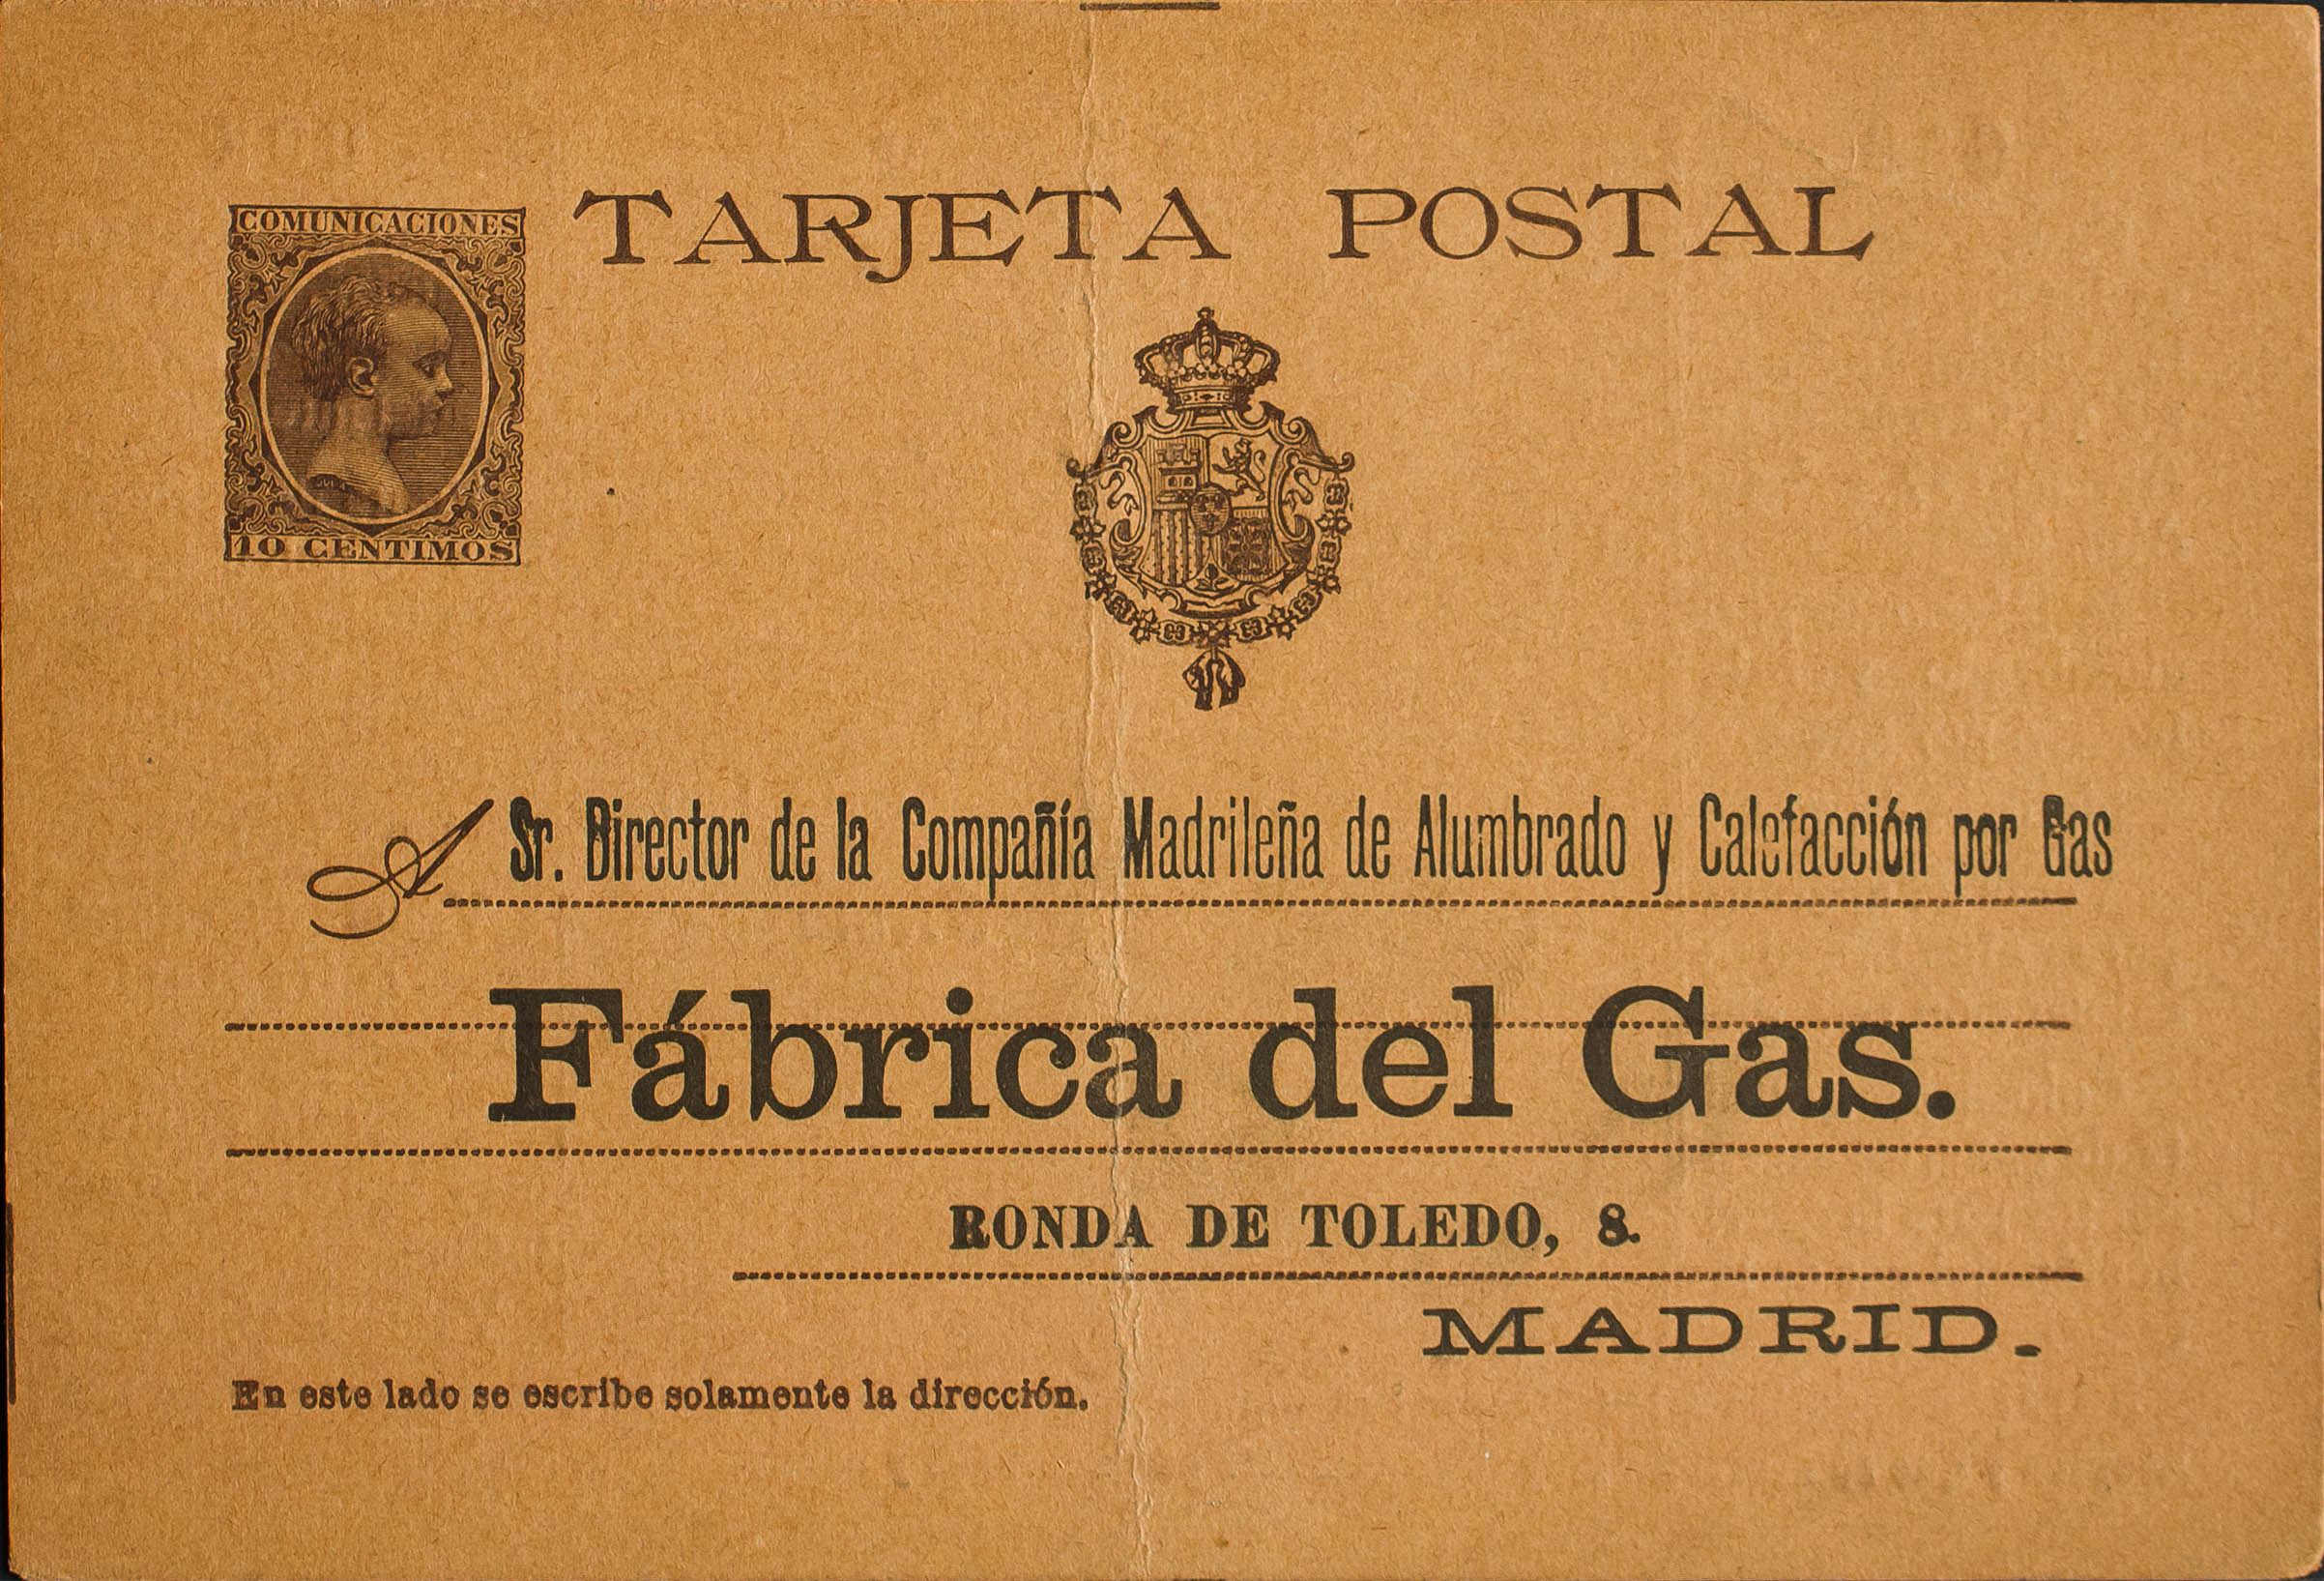 COMUNICACIONES
TARJETA POSTAL
10 CENTIMOS
A Sr. Director de la Compañía Madrileña de Alumbrado y Calefacción por Gas
Fábrica del Gas.
RONDA DE TOLEDO, 8.
MADRID.
En este lado se escribe solamente la dirección.